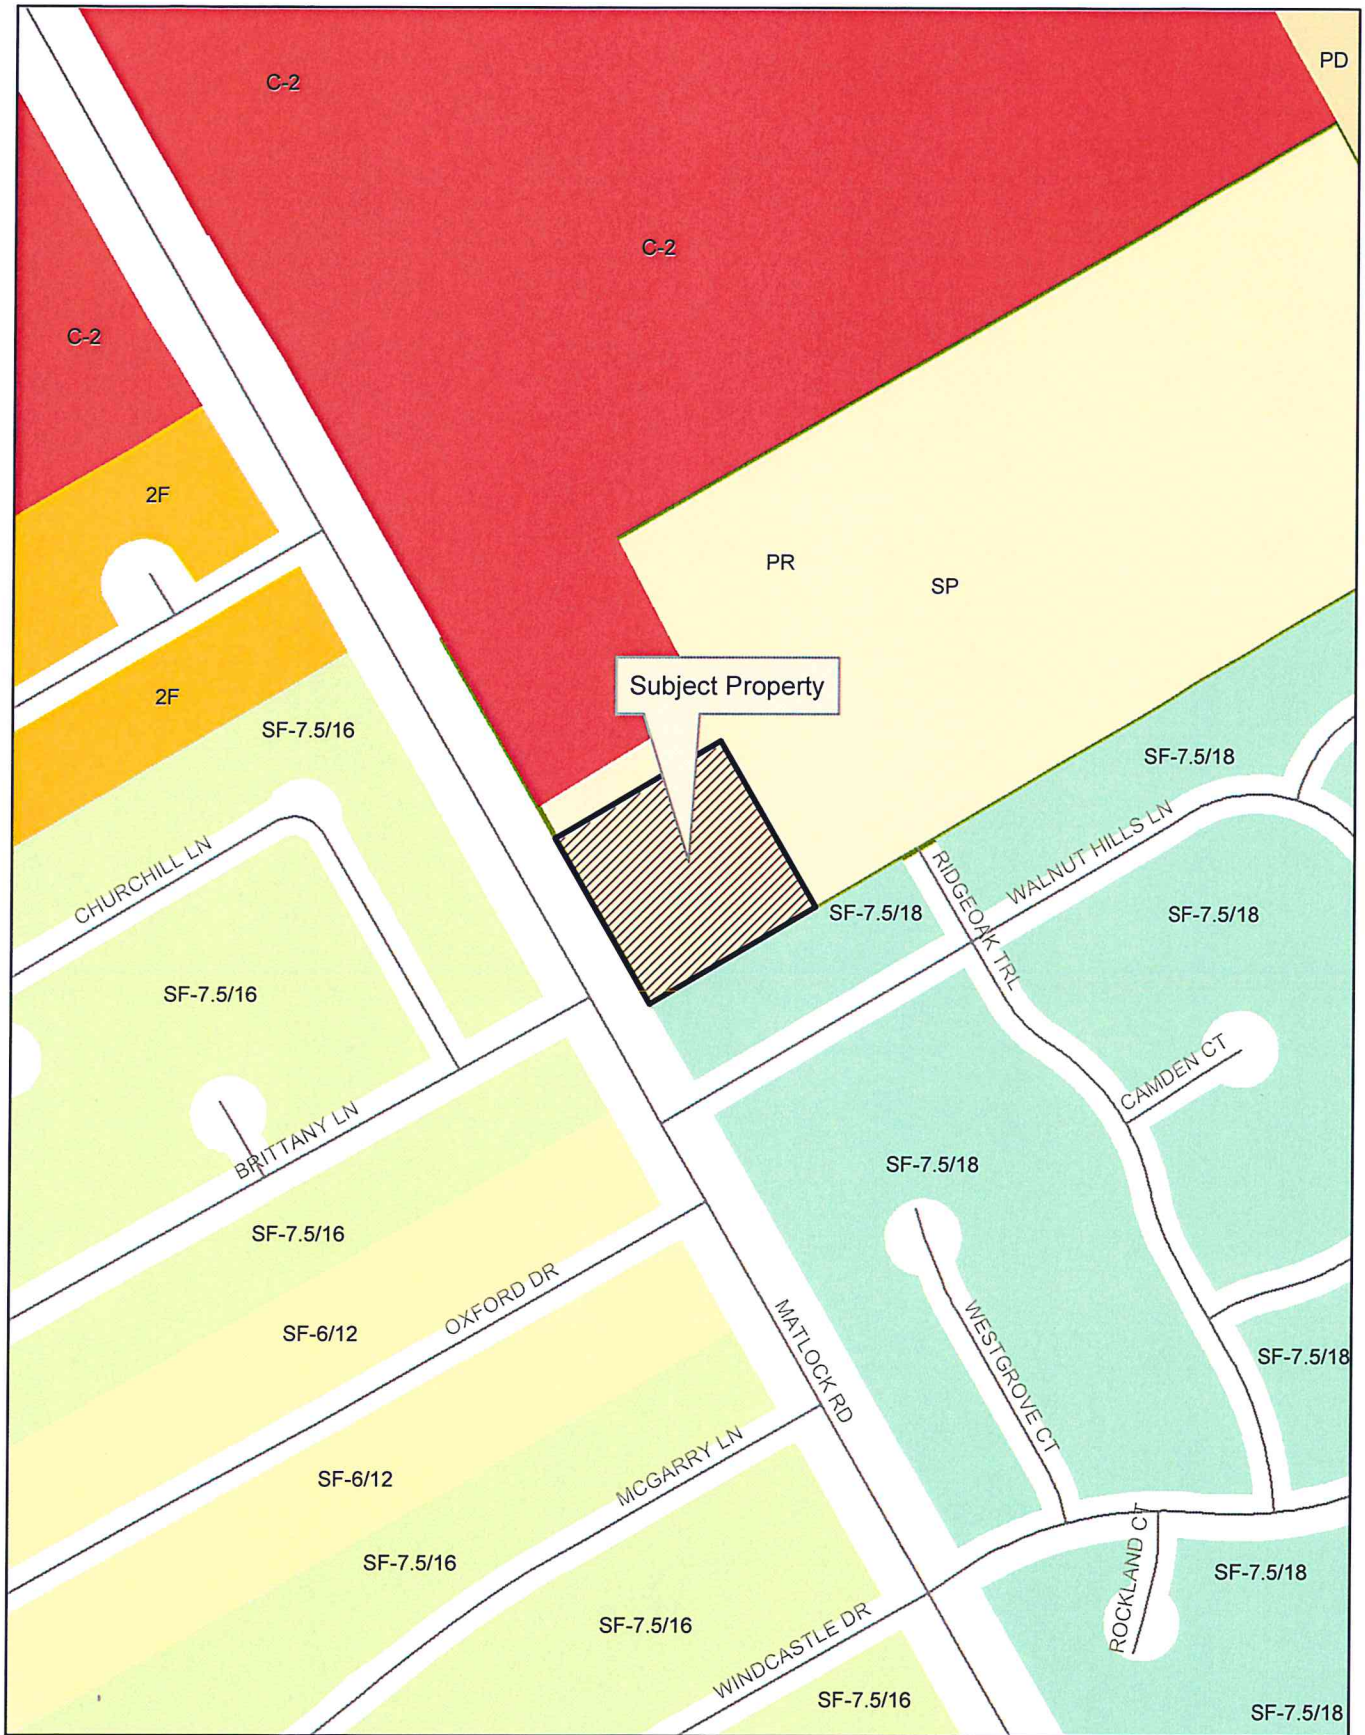 PD
C-2
C-2
C-2
2F
PR
SP
Subject Property
2F
SF-7.5/16
SF-7.5/18
CHURCHILL LN
WALNUT HILLS LN
RIDGEOAK TRL
SF-7.5/18
SF-7.5/18
SF-7.5/16
CAMDEN CT
BRITTANY LN
SF-7.5/18
SF-7.5/16
OXFORD DR
SF-6/12
MATLOCK RD
WESTGROVE CT
SF-7.5/18
MCGARRY LN
SF-6/12
SF-7.5/16
ROCKLAND CT
SF-7.5/18
SF-7.5/16
WINDCASTLE DR
SF-7.5/16
SF-7.5/18